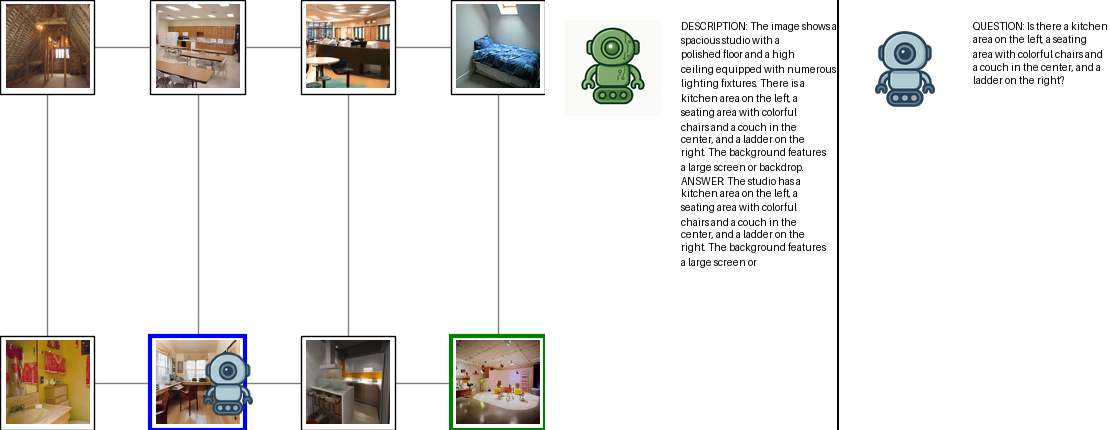 DESCRIPTION: The image shows a
spacious studio with a
polished floor and a high
ceiling equipped with numerous
lighting fixtures. There is a
kitchen area on the left, a
seating area with colorful
chairs and a couch in the
center, and a ladder on the
right. The background features
a large screen or backdrop.
ANSWER: The studio has a
kitchen area on the left, a
seating area with colorful
chairs and a couch in the
center, and a ladder on the
right. The background features
a large screen or
QUESTION: Is there a kitchen
area on the left, a seating
area with colorful chairs and
a couch in the center, and a
ladder on the right?